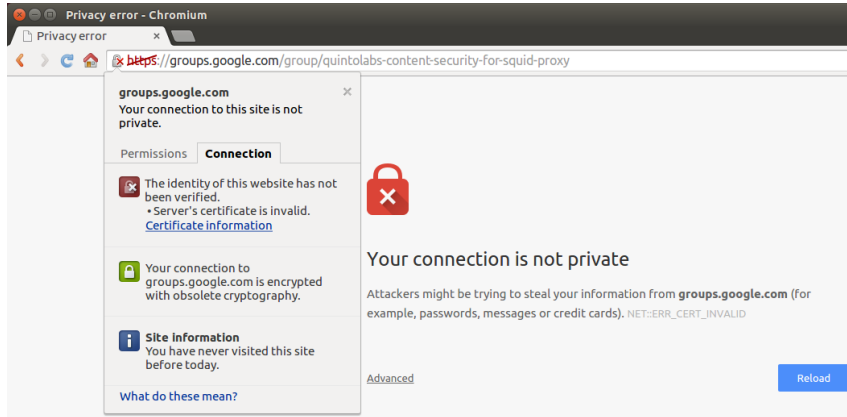 Privacy error - Chromium
Privacy error
https://groups.google.com/group/quintolabs-content-security-for-squid-proxy
groups.google.com
Your connection to this site is not
private.
Permissions Connection
The identity of this website has not
been verified.
• Server's certificate is invalid.
Certificate information
Your connection to
groups.google.com is encrypted
with obsolete cryptography.
Site information
You have never visited this site
before today.
What do these mean?
Your connection is not private
Attackers might be trying to steal your information from groups.google.com (for
example, passwords, messages or credit cards). NET::ERR_CERT_INVALID
Advanced
Reload